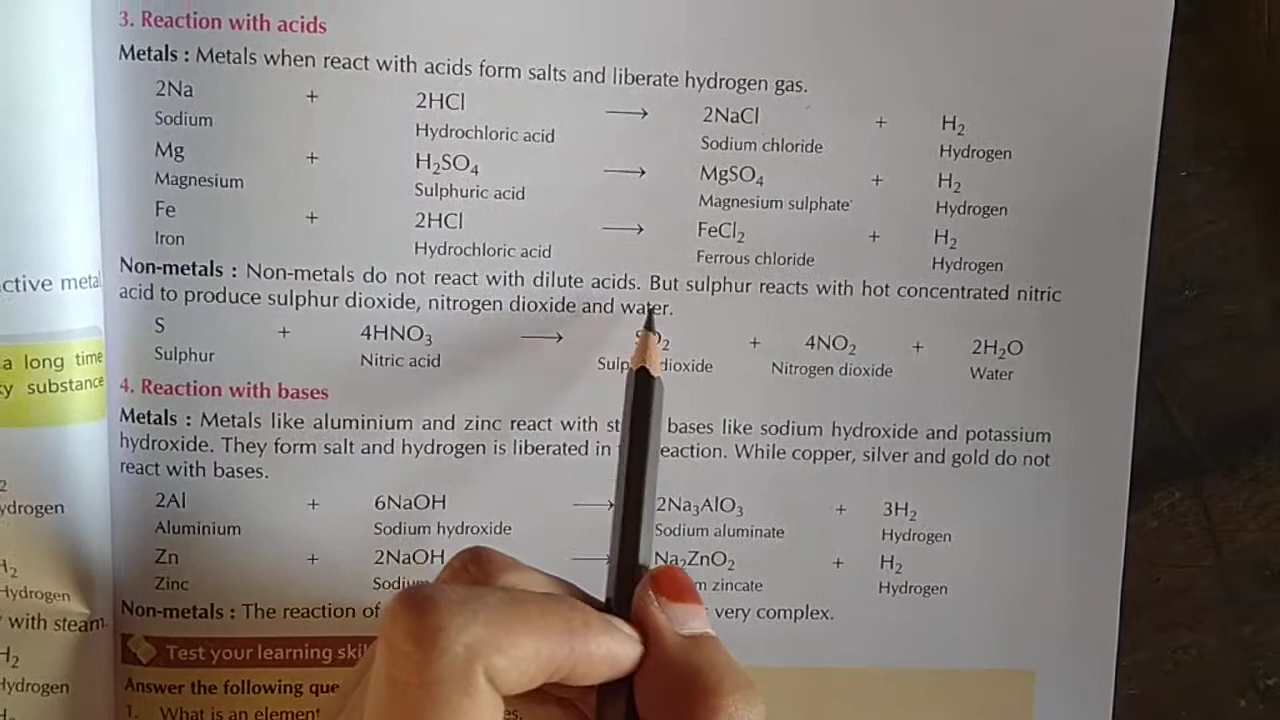 3. Reaction with acids
Metals : Metals when react with acids form salts and liberate hydrogen gas.
2Na + 2HCl ⟶ 2NaCl + H₂
Sodium Hydrochloric acid Sodium chloride Hydrogen
Mg + H₂SO₄ ⟶ MgSO₄ + H₂
Magnesium Sulphuric acid Magnesium sulphate Hydrogen
Fe + 2HCl ⟶ FeCl₂ + H₂
Iron Hydrochloric acid Ferrous chloride Hydrogen
Non-metals : Non-metals do not react with dilute acids. But sulphur reacts with hot concentrated nitric
acid to produce sulphur dioxide, nitrogen dioxide and water.
S + 4HNO₃ ⟶ + 4NO₂ + 2H₂O
Sulphur Nitric acid dioxide Nitrogen dioxide Water
4. Reaction with bases
Metals : Metals like aluminium and zinc react with bases like sodium hydroxide and potassium
hydroxide. They form salt and hydrogen is liberated in While copper, silver and gold do not
react with bases.
2Al + 6NaOH ⟶ 2Na₃AlO₃ + 3H₂
Aluminium Sodium hydroxide Sodium aluminate Hydrogen
Zn + 2NaOH ⟶ Na₂ZnO₂ + H₂
Zinc zincate Hydrogen
Non-metals : The reaction of very complex.
Test your learning
Answer the following
1. What is an
ctive metal
a long time
substance
ydrogen
H₂
Hydrogen
with steam.
H₂
Hydrogen